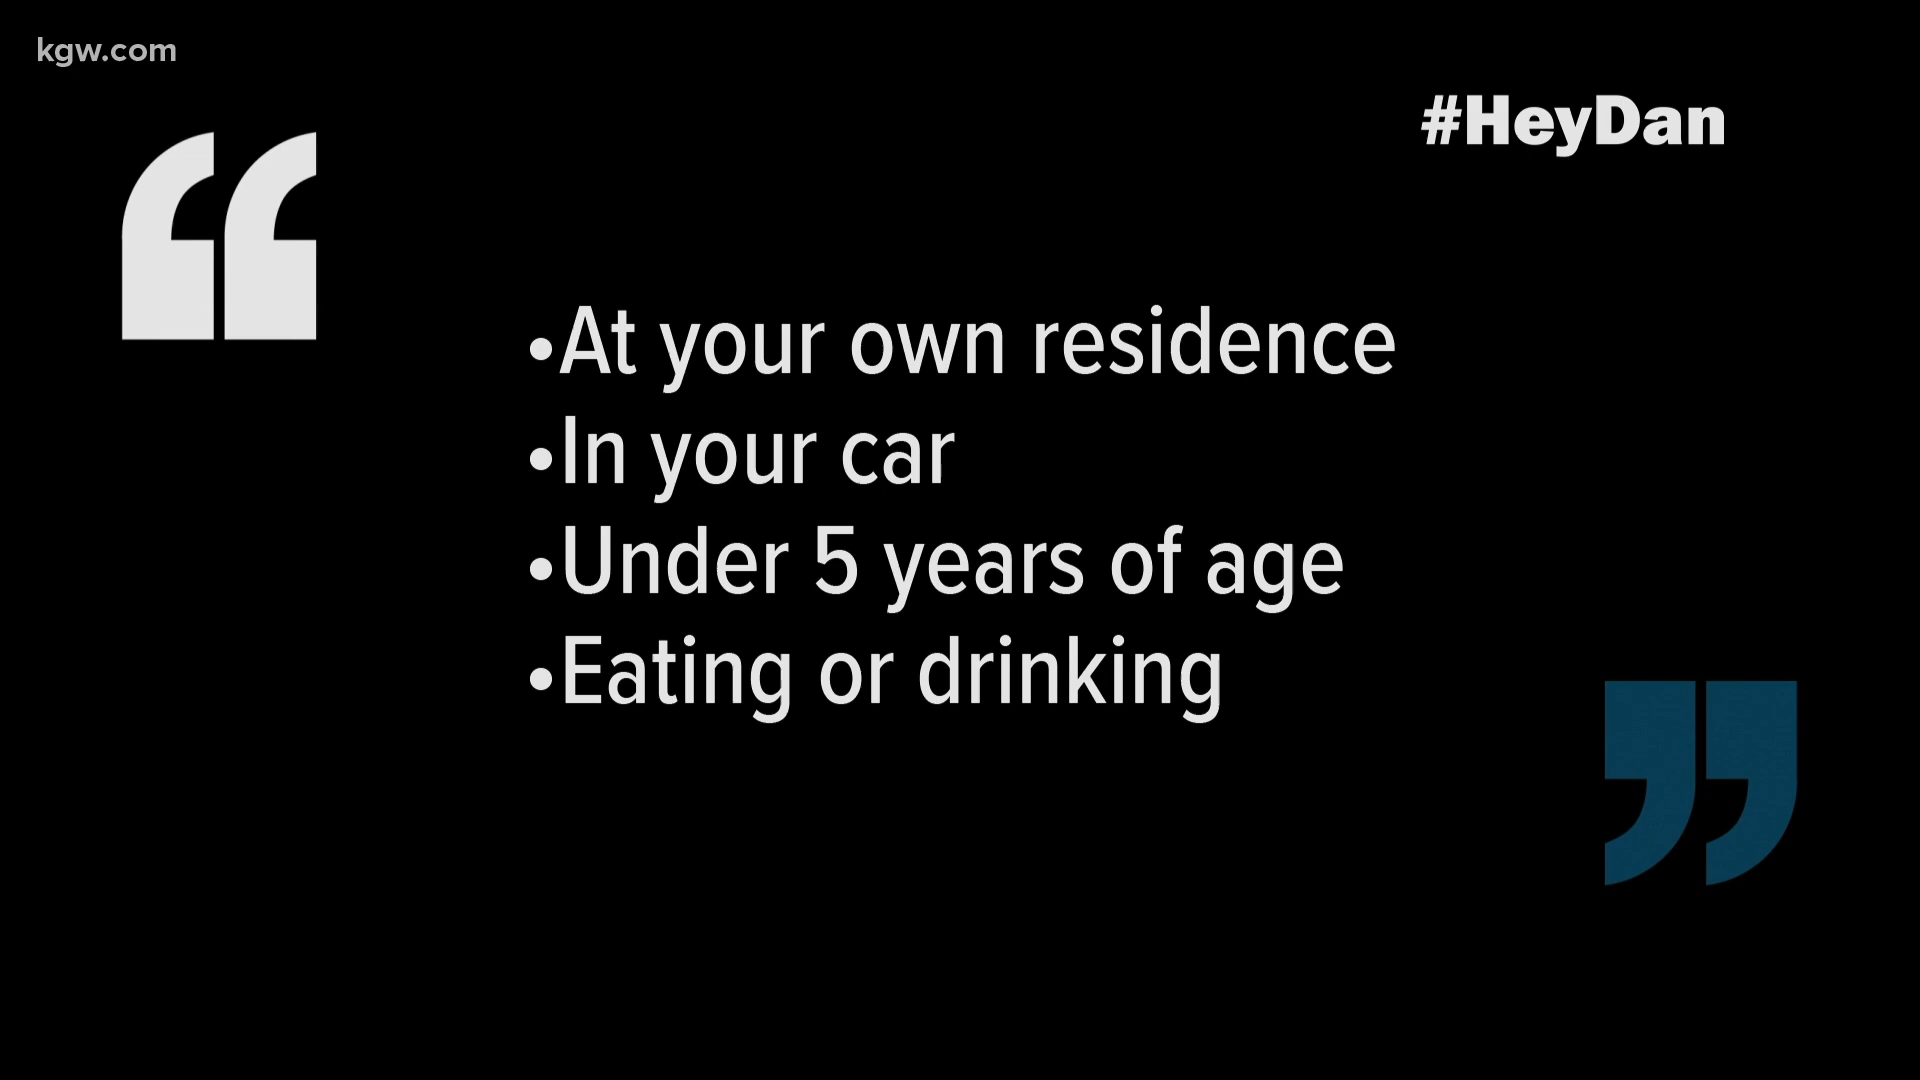 kgw.com
#HeyDan
“
•At your own residence
•In your car
•Under 5 years of age
•Eating or drinking
”